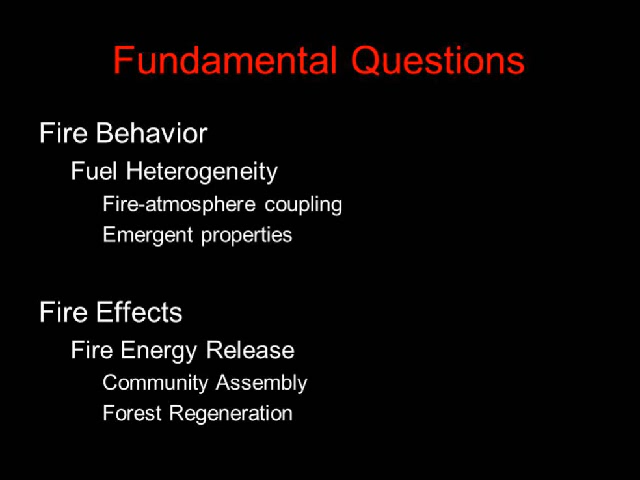 Fundamental Questions
Fire Behavior
Fuel Heterogeneity
Fire-atmosphere coupling
Emergent properties
Fire Effects
Fire Energy Release
Community Assembly
Forest Regeneration